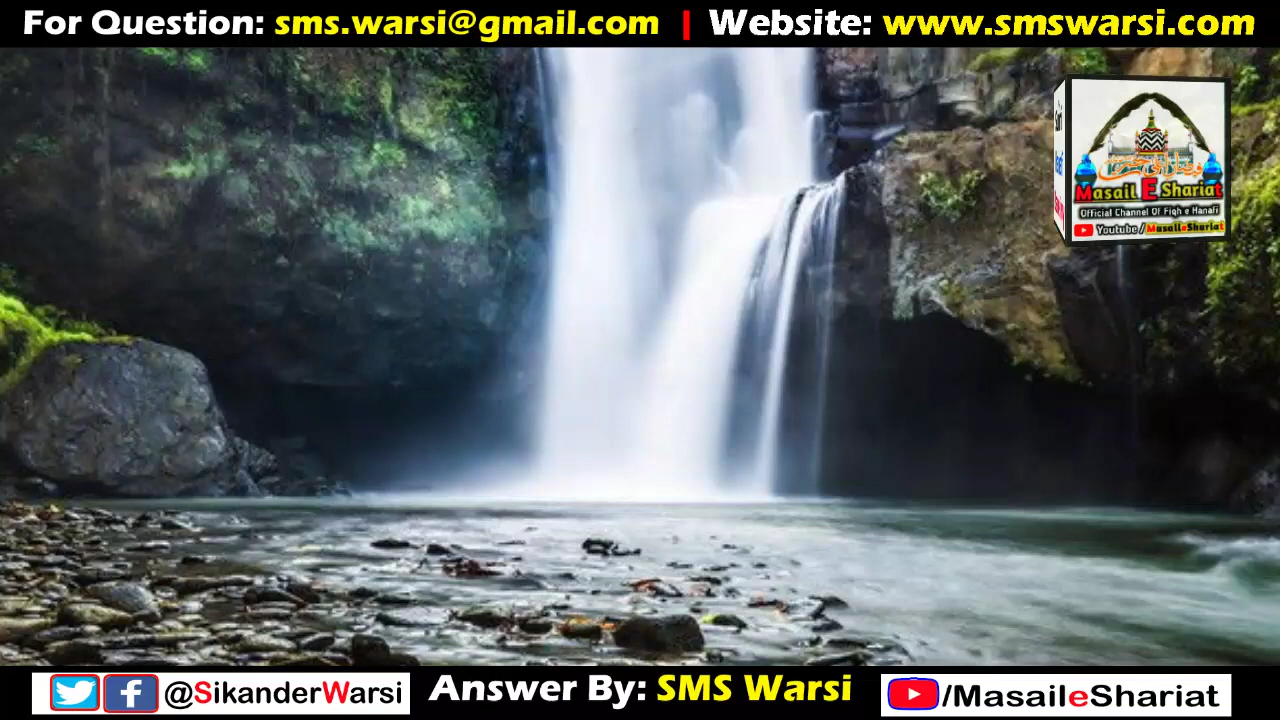 For Question: sms.warsi@gmail.com | Website: www.smswarsi.com
Masail E Shariat
Official Channel Of Fiqh e Hanafi
Youtube / MasaileShariat
@SikanderWarsi
Answer By: SMS Warsi
/MasaileShariat